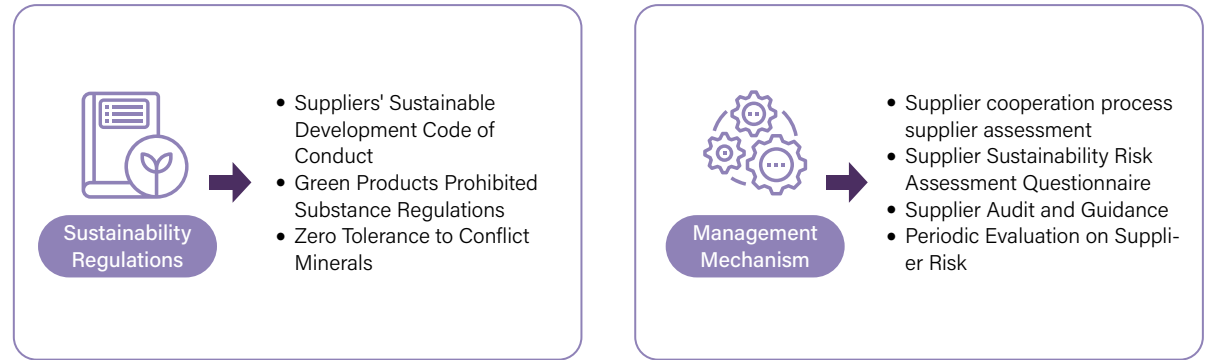 Sustainability
Regulations
• Suppliers' Sustainable
Development Code of
Conduct
• Green Products Prohibited
Substance Regulations
• Zero Tolerance to Conflict
Minerals
Management
Mechanism
• Supplier cooperation process
supplier assessment
• Supplier Sustainability Risk
Assessment Questionnaire
• Supplier Audit and Guidance
• Periodic Evaluation on Suppli-
er Risk